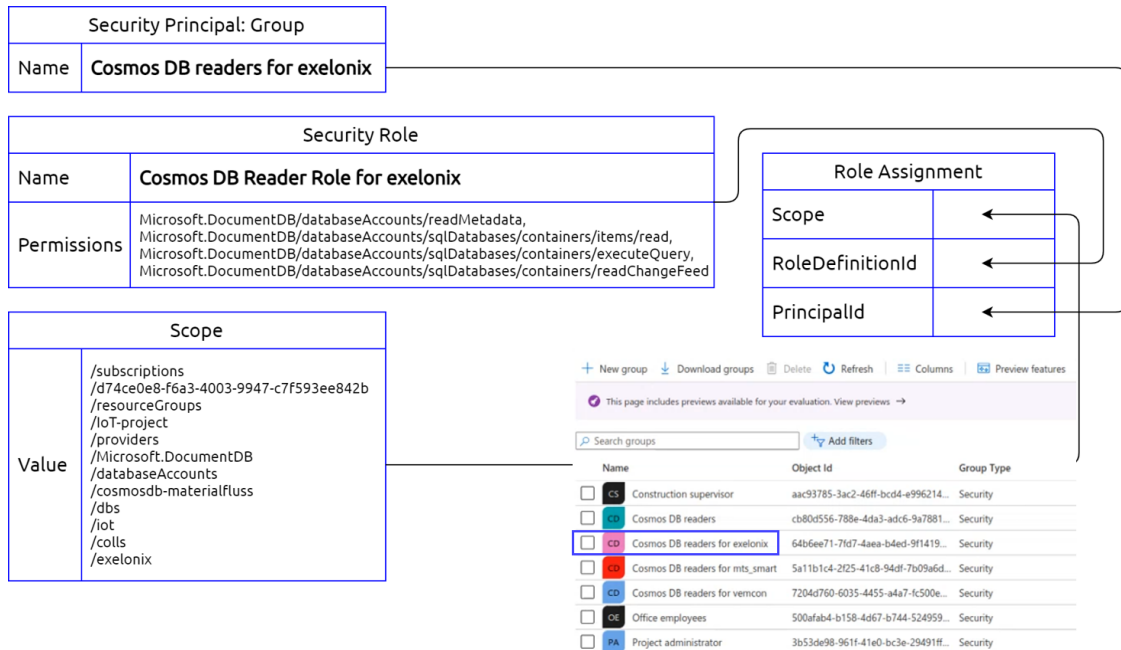 Security Principal: Group
Name Cosmos DB readers for exelonix
Security Role
Name Cosmos DB Reader Role for exelonix
Permissions
Microsoft.DocumentDB/databaseAccounts/readMetadata,
Microsoft.DocumentDB/databaseAccounts/sqlDatabases/containers/items/read,
Microsoft.DocumentDB/databaseAccounts/sqlDatabases/containers/executeQuery,
Microsoft.DocumentDB/databaseAccounts/sqlDatabases/containers/readChangeFeed
Role Assignment
Scope
RoleDefinitionId
PrincipalId
Scope
Value
/subscriptions
/d74ce0e8-f6a3-4003-9947-c7f593ee842b
/resourceGroups
/IoT-project
/providers
/Microsoft.DocumentDB
/databaseAccounts
/cosmosdb-materialfluss
/dbs
/iot
/colls
/exelonix
New group Download groups Delete Refresh Columns Preview features
This page includes previews available for your evaluation. View previews →
Search groups Add filters
Name Object Id Group Type
CS Construction supervisor aac93785-3ac2-46ff-bcd4-e996214... Security
CD Cosmos DB readers cb80d556-788e-4da3-adc6-9a7881... Security
CD Cosmos DB readers for exelonix 64b6ee71-7fd7-4aea-b4ed-9f1419... Security
CD Cosmos DB readers for mts_smart 5a11b1c4-2f25-41c8-94df-7b09a6d... Security
CD Cosmos DB readers for vemcon 7204d760-6035-4455-a4a7-fc500e... Security
OE Office employees 500afab4-b158-4d67-b744-524959... Security
PA Project administrator 3b53de98-961f-41e0-bc3e-29491ff... Security